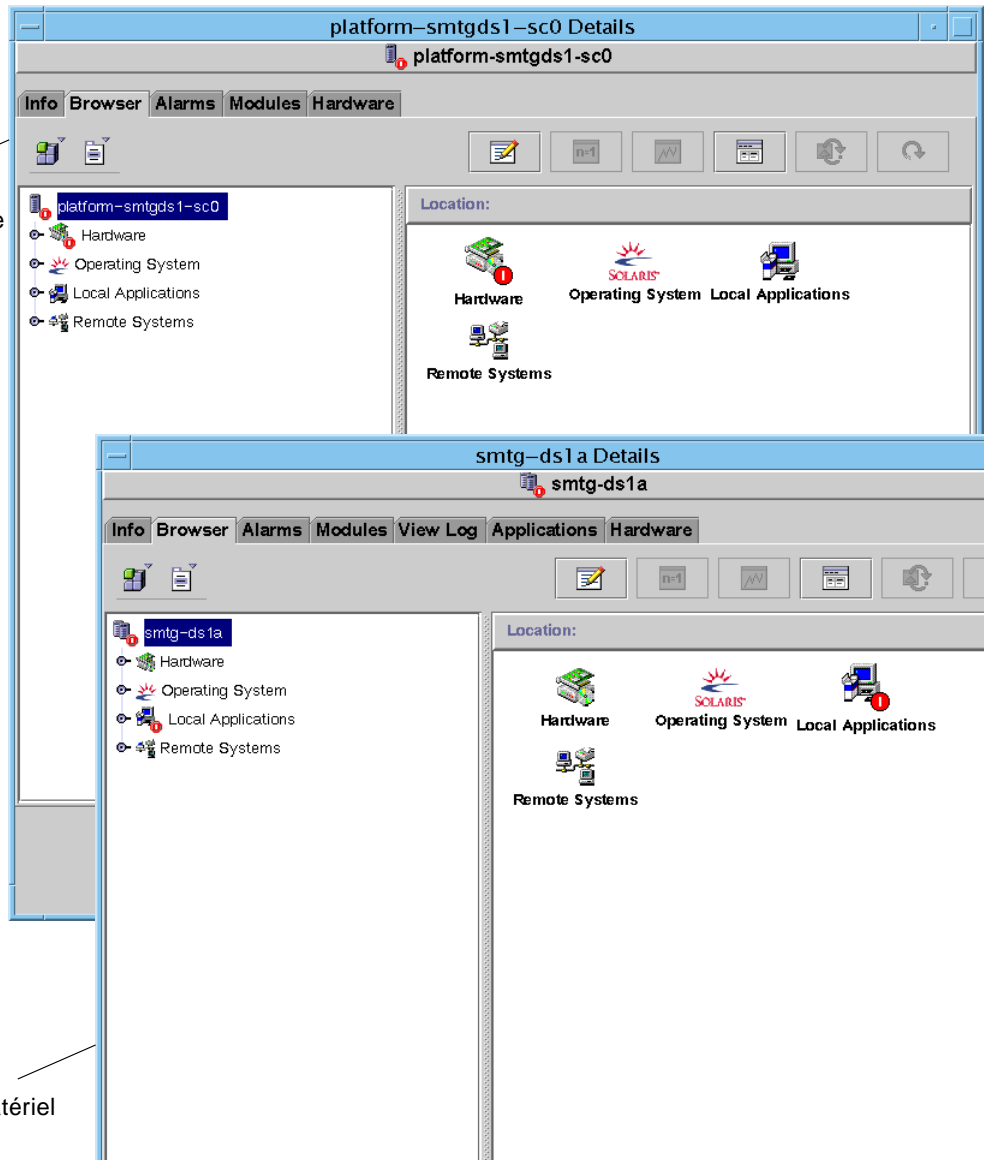 platform-smtgds1-sc0 Details
platform-smtgds1-sc0
Info Browser Alarms Modules Hardware
n=1
platform-smtgds1-sc0
Hardware
Operating System
Local Applications
Remote Systems
Location:
Hardware
SOLARIS
Operating System
Local Applications
Remote Systems
e
smtg-ds1a Details
smtg-ds1a
Info Browser Alarms Modules View Log Applications Hardware
n=1
smtg-ds1a
Hardware
Operating System
Local Applications
Remote Systems
Location:
Hardware
SOLARIS
Operating System
Local Applications
Remote Systems
tériel